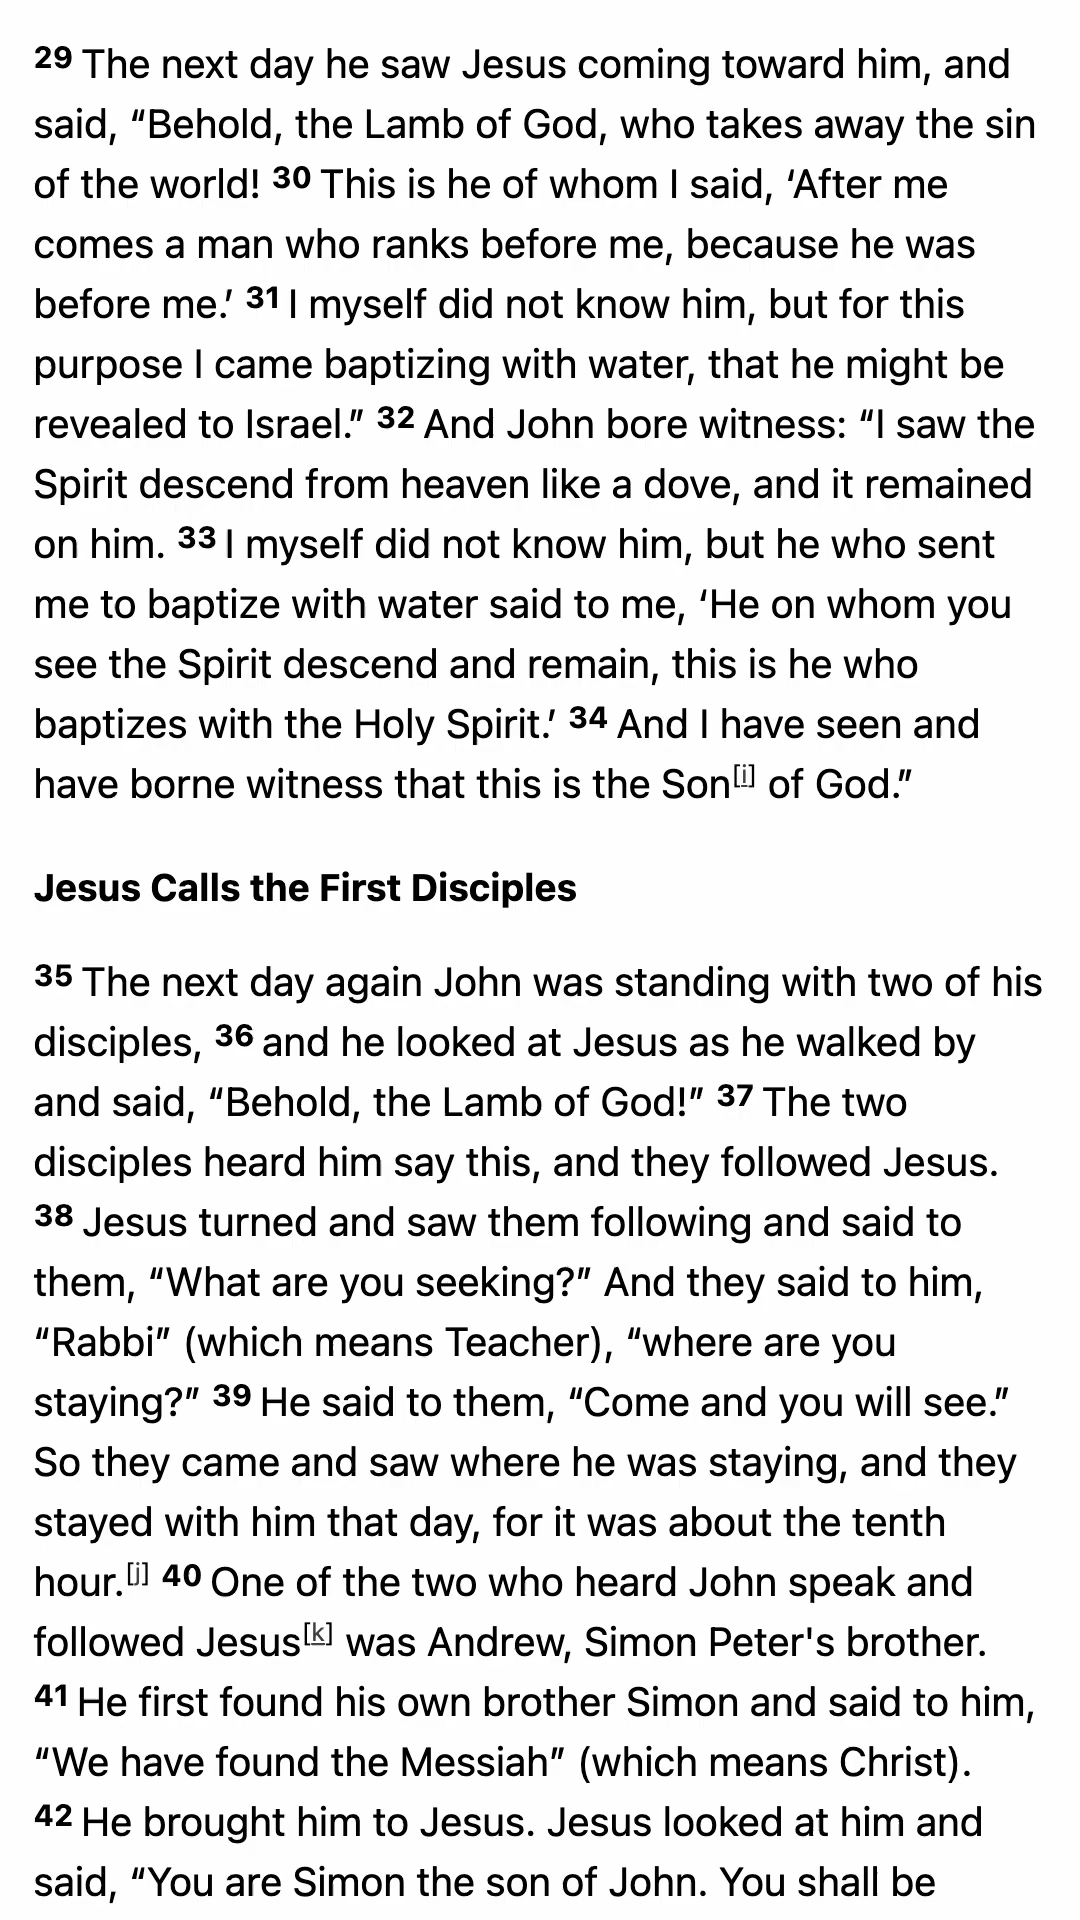 29 The next day he saw Jesus coming toward him, and
said, “Behold, the Lamb of God, who takes away the sin
of the world! 30 This is he of whom I said, ‘After me
comes a man who ranks before me, because he was
before me.’ 31 I myself did not know him, but for this
purpose I came baptizing with water, that he might be
revealed to Israel.” 32 And John bore witness: “I saw the
Spirit descend from heaven like a dove, and it remained
on him. 33 I myself did not know him, but he who sent
me to baptize with water said to me, ‘He on whom you
see the Spirit descend and remain, this is he who
baptizes with the Holy Spirit.’ 34 And I have seen and
have borne witness that this is the Son[i] of God.”
Jesus Calls the First Disciples
35 The next day again John was standing with two of his
disciples, 36 and he looked at Jesus as he walked by
and said, “Behold, the Lamb of God!” 37 The two
disciples heard him say this, and they followed Jesus.
38 Jesus turned and saw them following and said to
them, “What are you seeking?” And they said to him,
“Rabbi” (which means Teacher), “where are you
staying?” 39 He said to them, “Come and you will see.”
So they came and saw where he was staying, and they
stayed with him that day, for it was about the tenth
hour.[j] 40 One of the two who heard John speak and
followed Jesus[k] was Andrew, Simon Peter's brother.
41 He first found his own brother Simon and said to him,
“We have found the Messiah” (which means Christ).
42 He brought him to Jesus. Jesus looked at him and
said, “You are Simon the son of John. You shall be